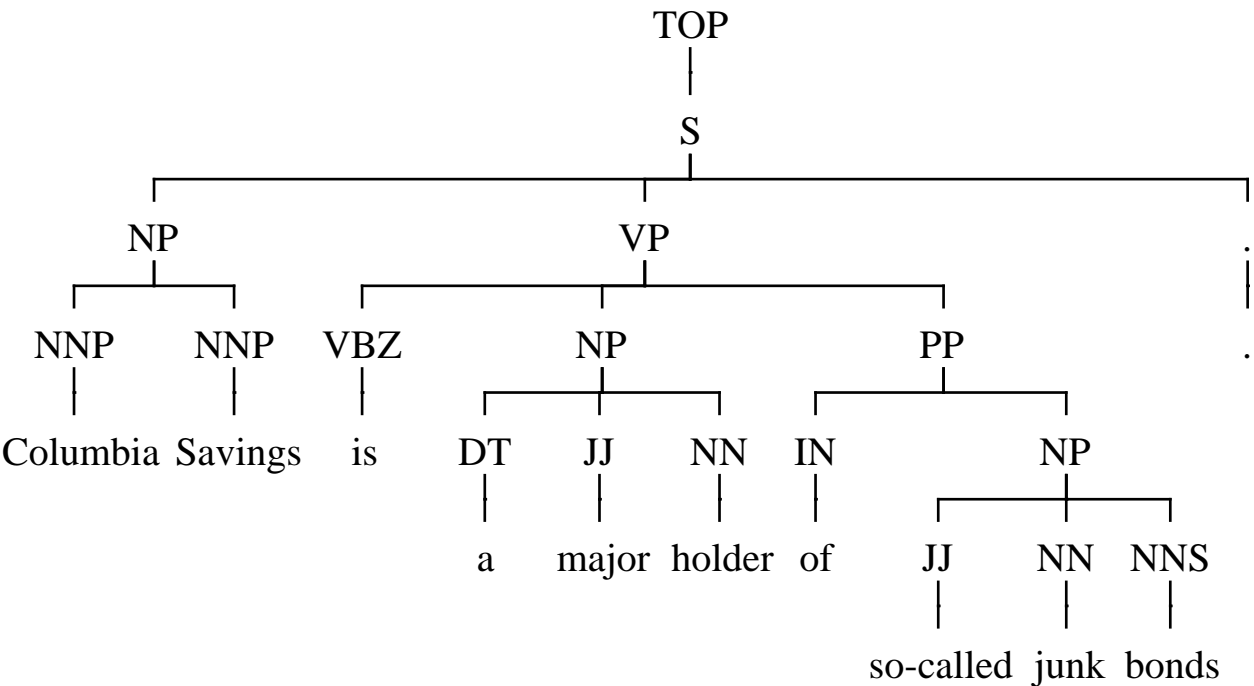 TOP
S
NP VP .
NNP NNP VBZ NP PP .
Columbia Savings is DT JJ NN IN NP
a major holder of JJ NN NNS
so-called junk bonds